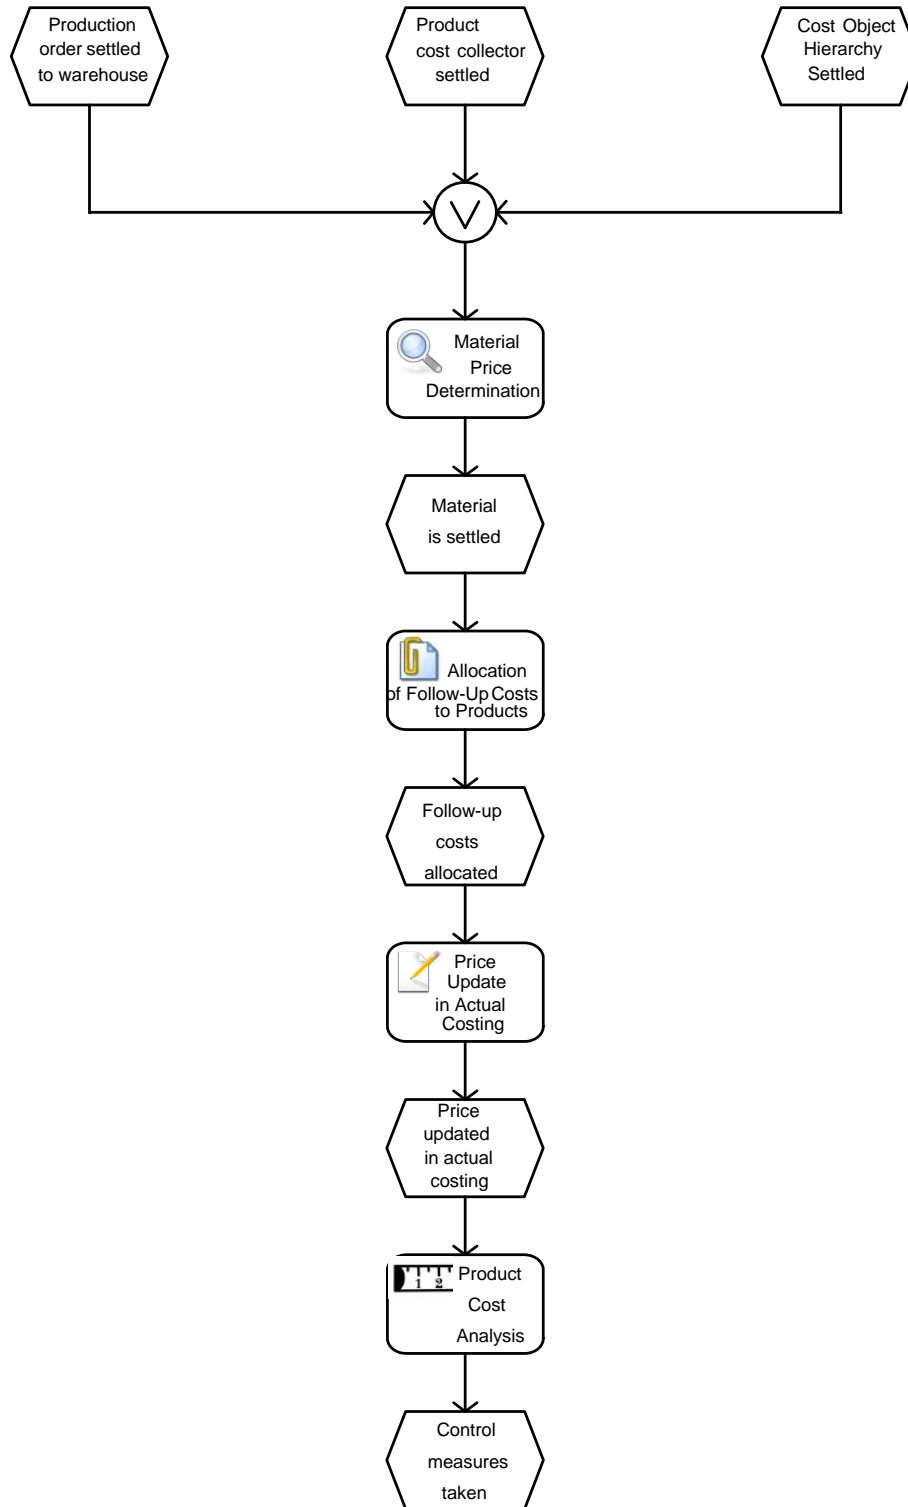 Production
order settled
to warehouse
Product
cost collector
settled
Cost Object
Hierarchy
Settled
V
Material
Price
Determination
Material
is settled
Allocation
of Follow-Up Costs
to Products
Follow-up
costs
allocated
Price
Update
in Actual
Costing
Price
updated
in actual
costing
1 2
Product
Cost
Analysis
Control
measures
taken